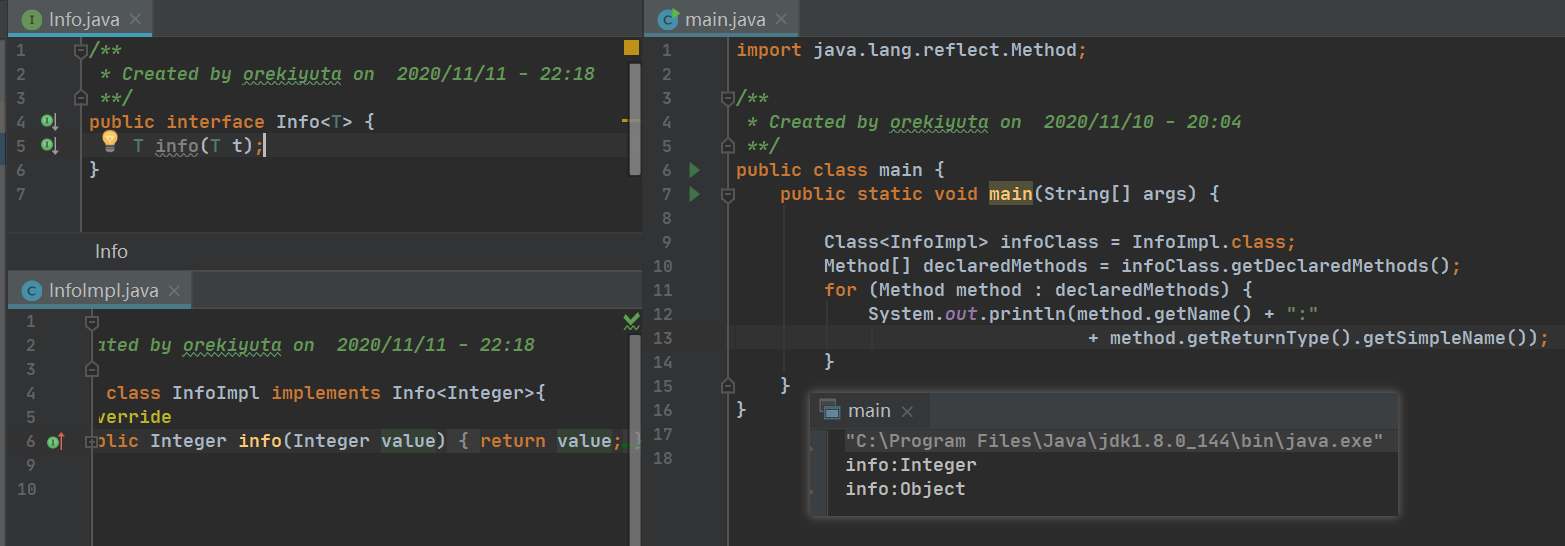 Info.java
1 /**
2 * Created by orekiyuta on 2020/11/11 - 22:18
3 **/
4 public interface Info<T> {
5 T info(T t);
6 }
7
Info
InfoImpl.java
1
2 ated by orekiyuta on 2020/11/11 - 22:18
3
4 class InfoImpl implements Info<Integer>{
5 verride
6 blic Integer info(Integer value) { return value; }
9
10
main.java
1 import java.lang.reflect.Method;
2
3 /**
4 * Created by orekiyuta on 2020/11/10 - 20:04
5 **/
6 public class main {
7 public static void main(String[] args) {
8
9 Class<InfoImpl> infoClass = InfoImpl.class;
10 Method[] declaredMethods = infoClass.getDeclaredMethods();
11 for (Method method : declaredMethods) {
12 System.out.println(method.getName() + ":"
13 + method.getReturnType().getSimpleName());
14 }
15 }
16 }
17
18
main
"C:\Program Files\Java\jdk1.8.0_144\bin\java.exe"
info:Integer
info:Object